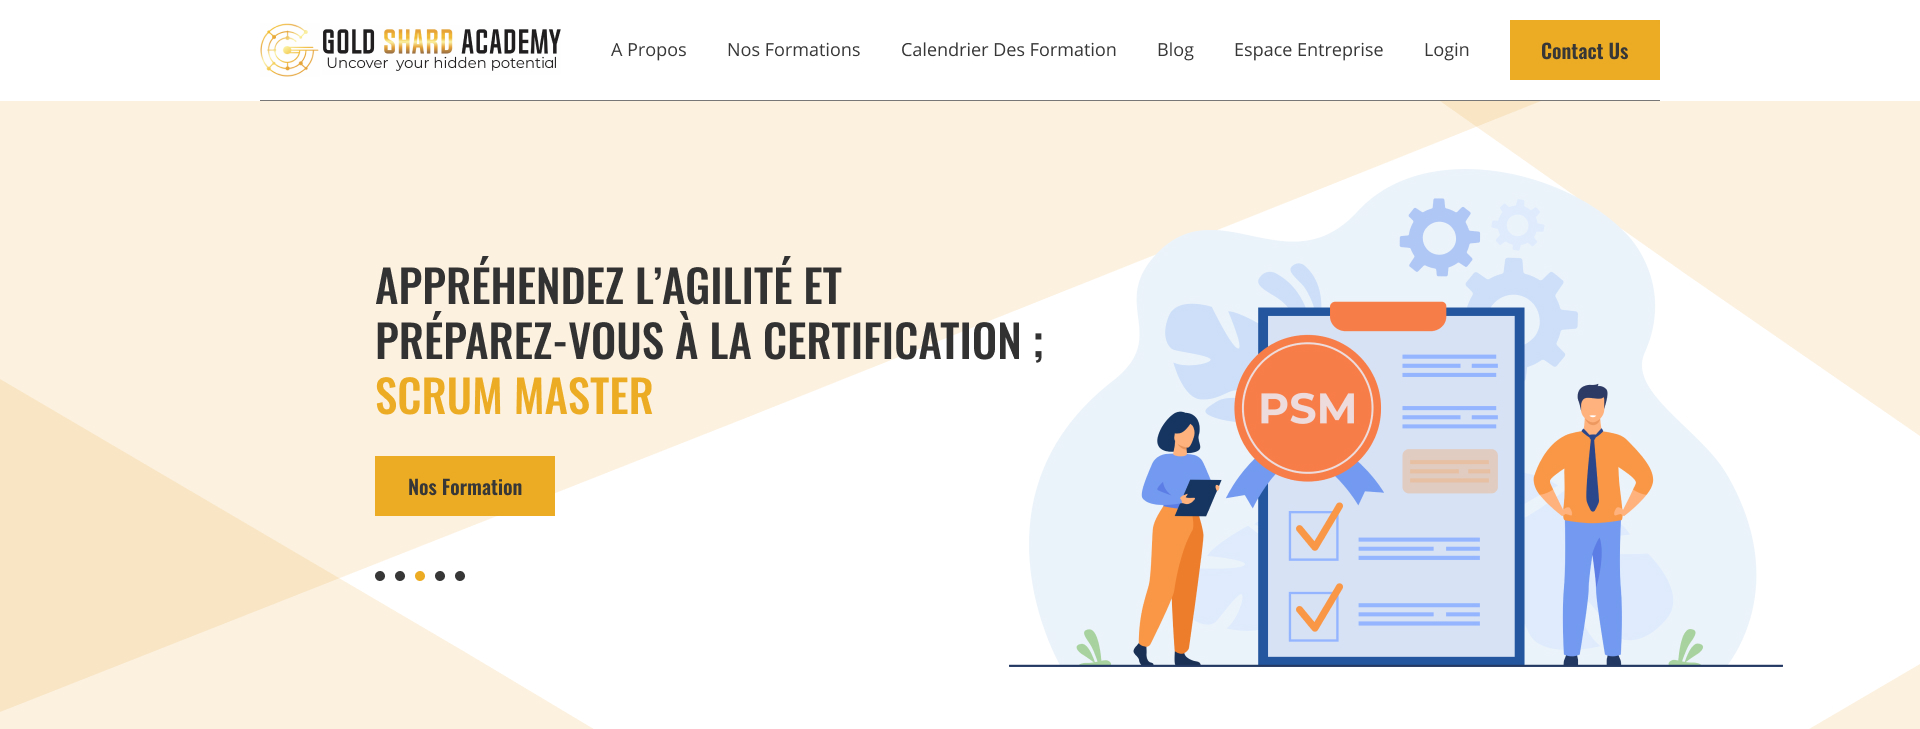 GOLD SHARD ACADEMY
Uncover your hidden potential
A Propos
Nos Formations
Calendrier Des Formation
Blog
Espace Entreprise
Login
Contact Us
APPRÉHENDEZ L’AGILITÉ ET
PRÉPAREZ-VOUS À LA CERTIFICATION ;
SCRUM MASTER
Nos Formation
PSM